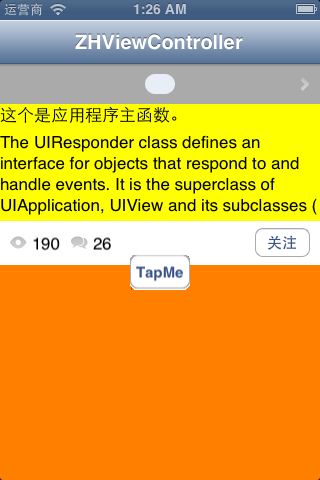 运营商 1:26 AM
ZHViewController
这个是应用程序主函数。
The UIResponder class defines an
interface for objects that respond to and
handle events. It is the superclass of
UIApplication, UIView and its subclasses (
190 26 关注
TapMe